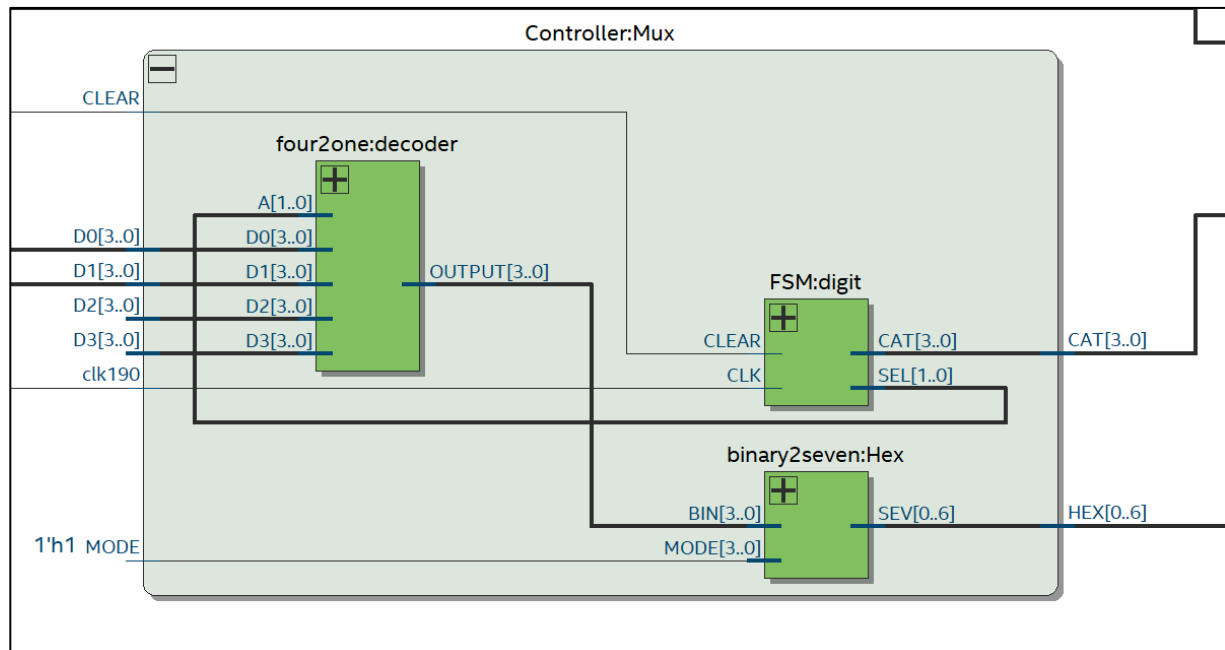 Controller:Mux
CLEAR
four2one:decoder
A[1..0]
D0[3..0] D0[3..0]
D1[3..0] D1[3..0] OUTPUT[3..0]
D2[3..0] D2[3..0]
D3[3..0] D3[3..0]
clk190
FSM:digit
CLEAR CAT[3..0] CAT[3..0]
CLK SEL[1..0]
binary2seven:Hex
BIN[3..0] SEV[0..6] HEX[0..6]
1'h1 MODE MODE[3..0]